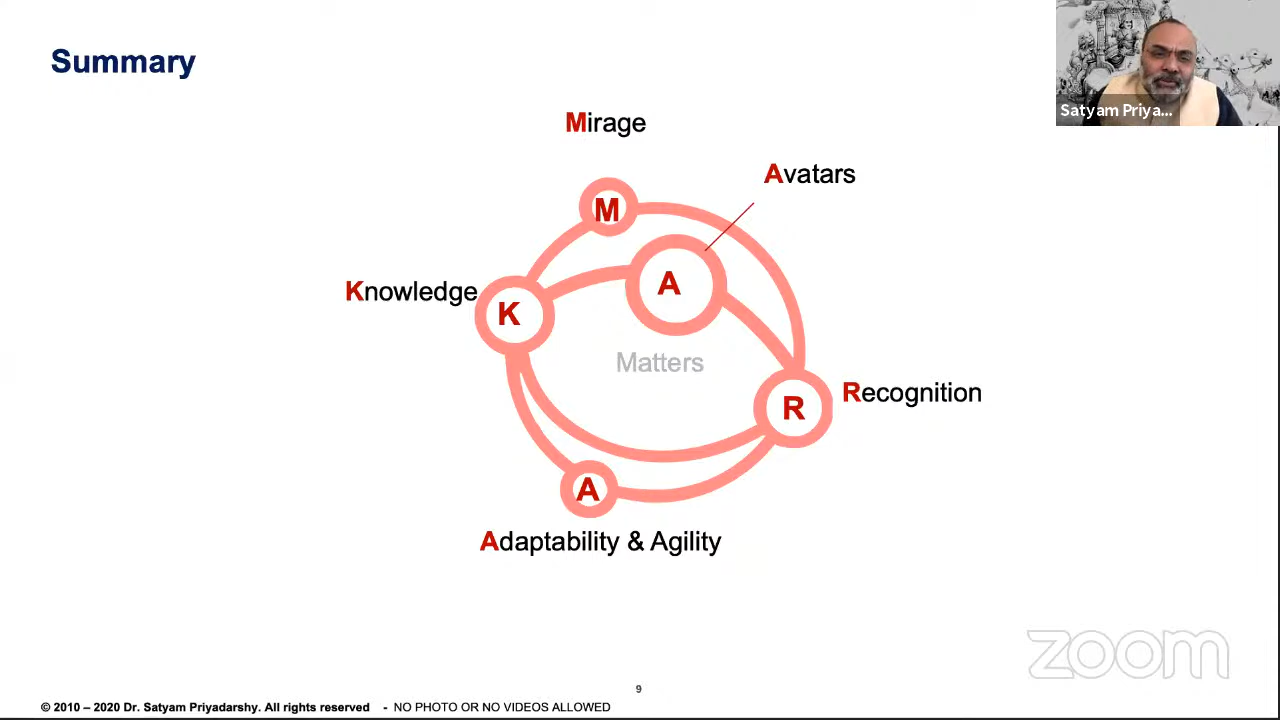 Summary
Satyam Priya...
Mirage
Avatars
M
A
Knowledge
K
Matters
Recognition
R
A
Adaptability & Agility
zoom
9
© 2010 – 2020 Dr. Satyam Priyadarshy. All rights reserved - NO PHOTO OR NO VIDEOS ALLOWED